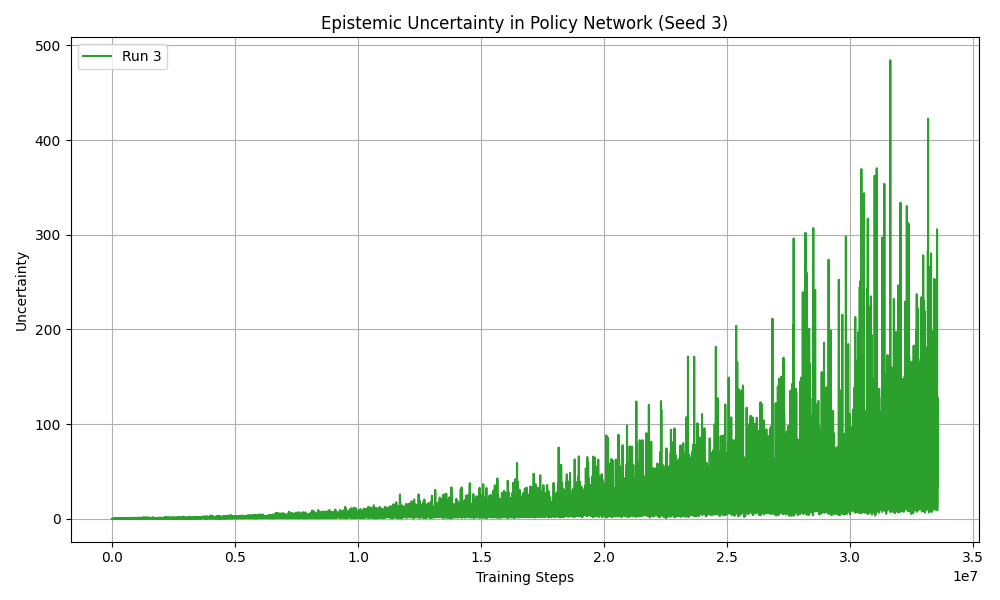 Epistemic Uncertainty in Policy Network (Seed 3)
Run 3
500
400
300
200
100
0
Uncertainty
0.0 0.5 1.0 1.5 2.0 2.5 3.0 3.5
1e7
Training Steps